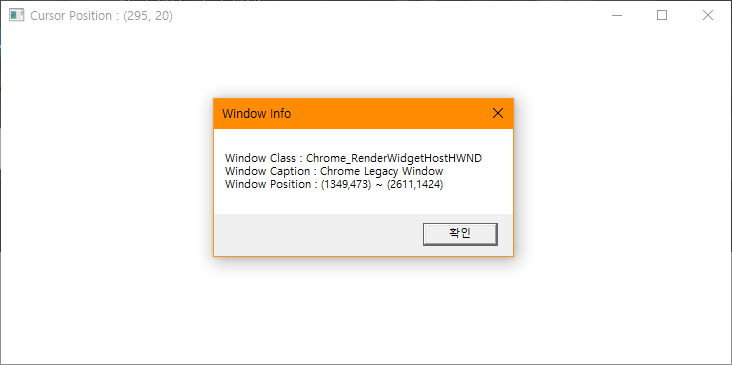 Cursor Position : (295, 20)
Window Info
Window Class : Chrome_RenderWidgetHostHWND
Window Caption : Chrome Legacy Window
Window Position : (1349,473) ~ (2611,1424)
확인